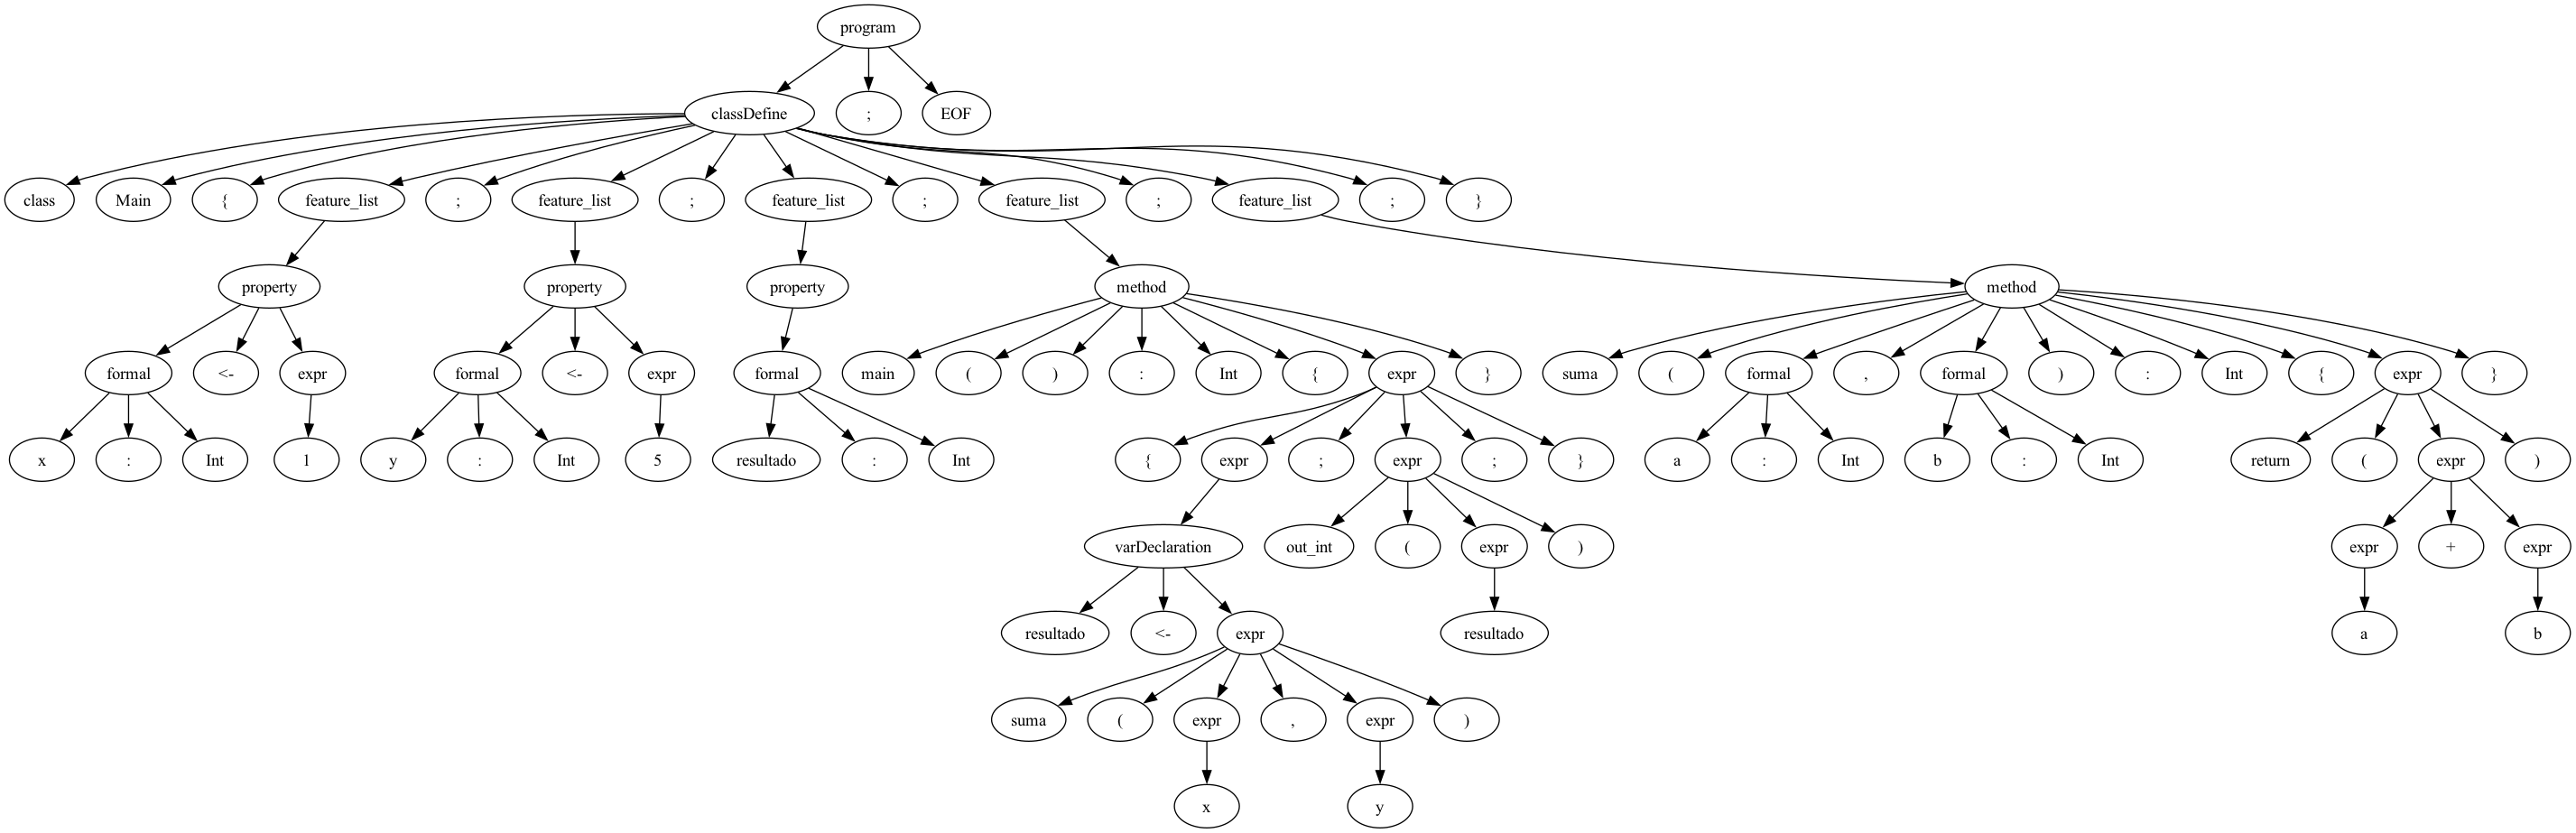 program
classDefine ; EOF
class Main { feature_list ; feature_list ; feature_list ; feature_list ; feature_list ; }
property property property method method
formal <- expr formal <- expr formal main ( ) : Int { expr } suma ( formal , formal ) : Int { expr }
x : Int 1 y : Int 5 resultado : Int { expr ; expr ; } a : Int b : Int return ( expr )
varDeclaration out_int ( expr ) expr + expr
resultado <- expr resultado a b
suma ( expr , expr )
x y